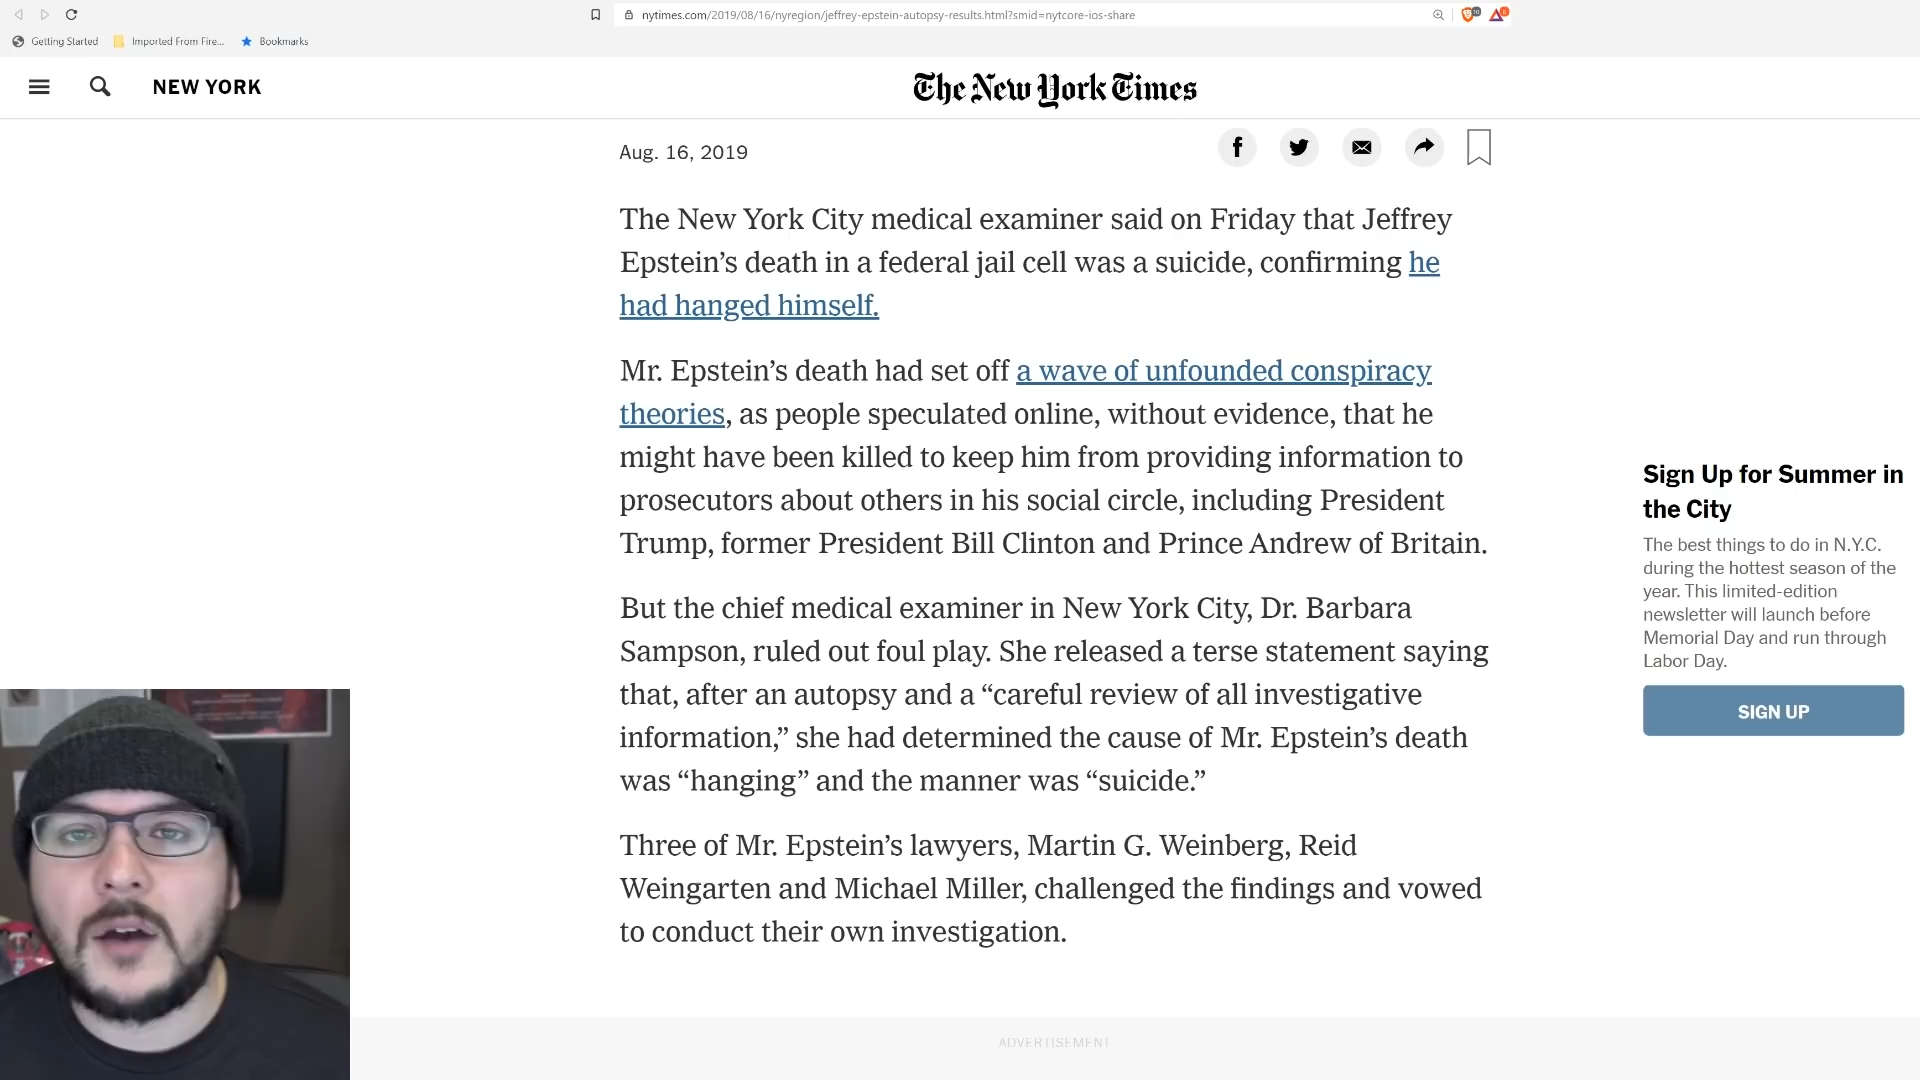 nytimes.com/2019/08/16/nyregion/jeffrey-epstein-autopsy-results.html?smid=nytcore-ios-share
Getting Started
Imported From Fire...
Bookmarks
NEW YORK
The New York Times
Aug. 16, 2019
The New York City medical examiner said on Friday that Jeffrey
Epstein’s death in a federal jail cell was a suicide, confirming he
had hanged himself.
Mr. Epstein’s death had set off a wave of unfounded conspiracy
theories, as people speculated online, without evidence, that he
might have been killed to keep him from providing information to
prosecutors about others in his social circle, including President
Trump, former President Bill Clinton and Prince Andrew of Britain.
But the chief medical examiner in New York City, Dr. Barbara
Sampson, ruled out foul play. She released a terse statement saying
that, after an autopsy and a “careful review of all investigative
information,” she had determined the cause of Mr. Epstein’s death
was “hanging” and the manner was “suicide.”
Three of Mr. Epstein’s lawyers, Martin G. Weinberg, Reid
Weingarten and Michael Miller, challenged the findings and vowed
to conduct their own investigation.
Sign Up for Summer in
the City
The best things to do in N.Y.C.
during the hottest season of the
year. This limited-edition
newsletter will launch before
Memorial Day and run through
Labor Day.
SIGN UP
ADVERTISEMENT